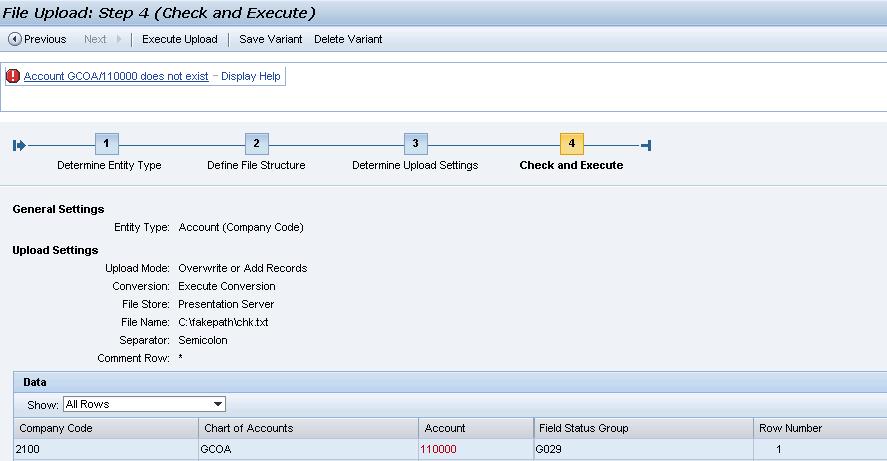 File Upload: Step 4 (Check and Execute)
Previous Next Execute Upload Save Variant Delete Variant
Account GCOA/110000 does not exist - Display Help
1 2 3 4
Determine Entity Type Define File Structure Determine Upload Settings Check and Execute
General Settings
Entity Type: Account (Company Code)
Upload Settings
Upload Mode: Overwrite or Add Records
Conversion: Execute Conversion
File Store: Presentation Server
File Name: C:\fakepath\chk.txt
Separator: Semicolon
Comment Row: *
Data
Show: All Rows
Company Code Chart of Accounts Account Field Status Group Row Number
2100 GCOA 110000 G029 1